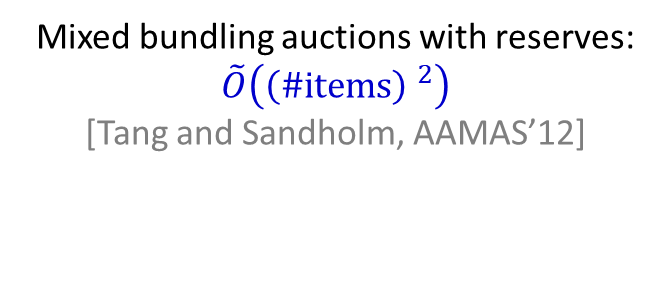 Mixed bundling auctions with reserves:
Õ((#items) ²)
[Tang and Sandholm, AAMAS’12]